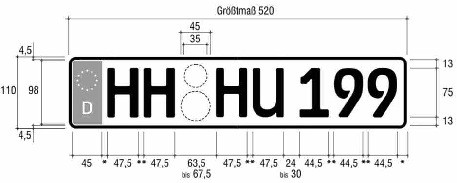 Größtmaß 520
45
35
4,5
13
110
98
D
HH HU 199
75
4,5
13
45 * 47,5 ** 47,5 63,5 47,5 ** 47,5 24 44,5 ** 44,5 ** 44,5 *
bis 67,5 bis 30